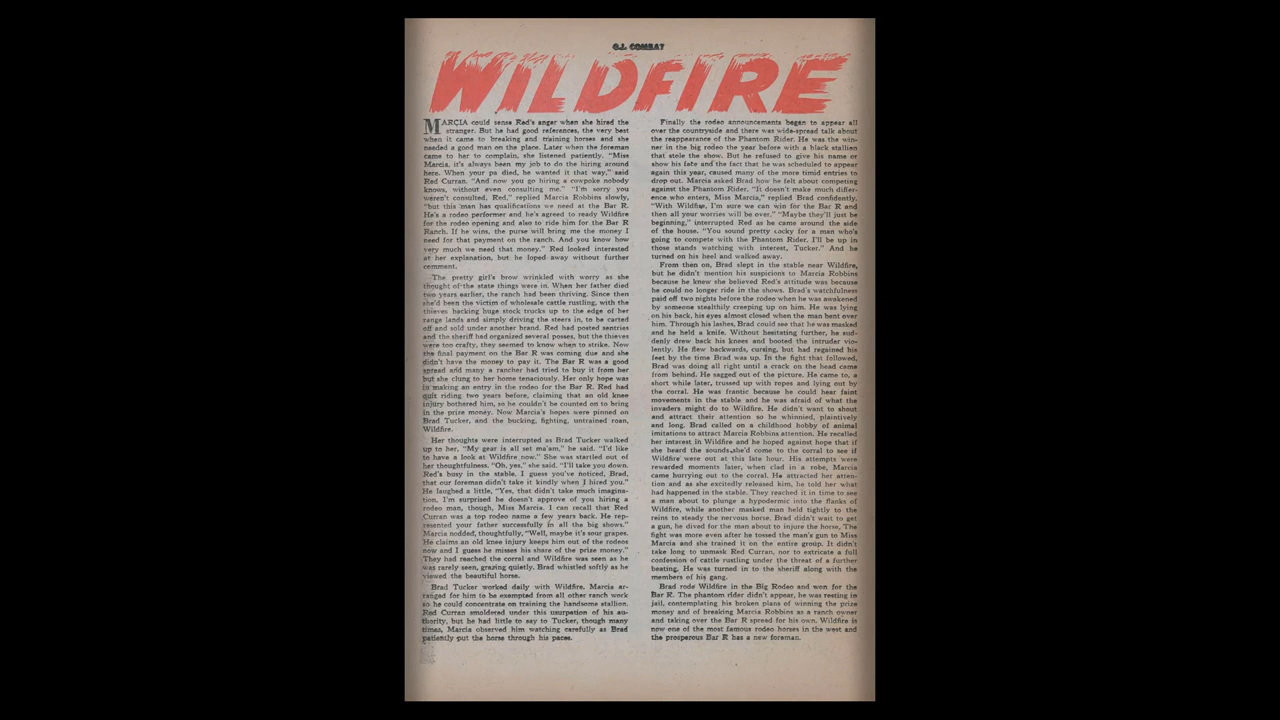 G.I. COMBAT
WILDFIRE
MARCIA could sense Red's anger when she hired the
stranger. But he had good references, the very best
when it came to breaking and training horses and she
needed a good man on the place. Later when the foreman
came to her to complain, she listened patiently. "Miss
Marcia, it's always been my job to do the hiring around
here. When your pa died, he wanted it that way," said
Red Curran. "And now you go hiring a cowpoke nobody
knows, without even consulting me." "I'm sorry you
weren't consulted, Red," replied Marcia Robbins slowly,
"but this man has qualifications we need at the Bar R.
He's a rodeo performer and he's agreed to ready Wildfire
for the rodeo opening and also to ride him for the Bar R
Ranch. If he wins, the purse will bring me the money I
need for that payment on the ranch. And you know how
very much we need that money." Red looked interested
at her explanation, but he loped away without further
comment.
The pretty girl's brow wrinkled with worry as she
thought of the state things were in. When her father died
two years earlier, the ranch had been thriving. Since then
she'd been the victim of wholesale cattle rustling, with the
thieves backing huge stock trucks up to the edge of her
range lands and simply driving the steers in, to be carted
off and sold under another brand. Red had posted sentries
and the sheriff had organized several posses, but the thieves
were too crafty, they seemed to know when to strike. Now
the final payment on the Bar R was coming due and she
didn't have the money to pay it. The Bar R was a good
spread and many a rancher had tried to buy it from her
but she clung to her home tenaciously. Her only hope was
in making an entry in the rodeo for the Bar R. Red had
quit riding two years before, claiming that an old knee
injury bothered him, so he couldn't be counted on to bring
in the prize money. Now Marcia's hopes were pinned on
Brad Tucker, and the bucking, fighting, untrained roan,
Wildfire.
Her thoughts were interrupted as Brad Tucker walked
up to her, "My gear is all set ma'am," he said. "I'd like
to have a look at Wildfire now." She was startled out of
her thoughtfulness. "Oh, yes," she said. "I'll take you down.
Red's busy in the stable. I guess you've noticed, Brad,
that our foreman didn't take it kindly when I hired you."
He laughed a little, "Yes, that didn't take much imagina-
tion. I'm surprised he doesn't approve of you hiring a
rodeo man, though, Miss Marcia. I can recall that Red
Curran was a top rodeo name a few years back. He rep-
resented your father successfully in all the big shows."
Marcia nodded, thoughtfully, "Well, maybe it's sour grapes.
He claims an old knee injury keeps him out of the rodeos
now and I guess he misses his share of the prize money."
They had reached the corral and Wildfire was seen as he
was rarely seen, grazing quietly. Brad whistled softly as he
viewed the beautiful horse.
Brad Tucker worked daily with Wildfire. Marcia ar-
ranged for him to be exempted from all other ranch work
so he could concentrate on training the handsome stallion.
Red Curran smoldered under this usurpation of his au-
thority, but he had little to say to Tucker, though many
times, Marcia observed him watching carefully as Brad
patiently put the horse through his paces.
Finally the rodeo announcements began to appear all
over the countryside and there was wide-spread talk about
the reappearance of the Phantom Rider. He was the win-
ner in the big rodeo the year before with a black stallion
that stole the show. But he refused to give his name or
show his fate and the fact that he was scheduled to appear
again this year, caused many of the more timid entries to
drop out. Marcia asked Brad how he felt about competing
against the Phantom Rider. "It doesn't make much differ-
ence who enters, Miss Marcia," replied Brad confidently.
"With Wildfire, I'm sure we can win for the Bar R and
then all your worries will be over." "Maybe they'll just be
beginning," interrupted Red as he came around the side
of the house. "You sound pretty cocky for a man who's
going to compete with the Phantom Rider. I'll be up in
those stands watching with interest, Tucker." And he
turned on his heel and walked away.
From then on, Brad slept in the stable near Wildfire,
but he didn't mention his suspicions to Marcia Robbins
because he knew she believed Red's attitude was because
he could no longer ride in the shows. Brad's watchfulness
paid off two nights before the rodeo when he was awakened
by someone stealthily creeping up on him. He was lying
on his back, his eyes almost closed when the man bent over
him. Through his lashes, Brad could see that he was masked
and he held a knife. Without hesitating further, he sud-
denly drew back his knees and booted the intruder vio-
lently. He flew backwards, cursing, but had regained his
feet by the time Brad was up. In the fight that followed,
Brad was doing all right until a crack on the head came
from behind. He sagged out of the picture. He came to, a
short while later, trussed up with ropes and lying out by
the corral. He was frantic because he could hear faint
movements in the stable and he was afraid of what the
invaders might do to Wildfire. He didn't want to shout
and attract their attention so he whinnied, plaintively
and long. Brad called on a childhood hobby of animal
imitations to attract Marcia Robbins attention. He recalled
her interest in Wildfire and he hoped against hope that if
she heard the sounds, she'd come to the corral to see if
Wildfire were out at this late hour. His attempts were
rewarded moments later, when clad in a robe, Marcia
came hurrying out to the corral. He attracted her atten-
tion and as she excitedly released him, he told her what
had happened in the stable. They reached it in time to see
a man about to plunge a hypodermic into the flanks of
Wildfire, while another masked man held tightly to the
reins to steady the nervous horse. Brad didn't wait to get
a gun, he dived for the man about to injure the horse, The
fight was more even after he tossed the man's gun to Miss
Marcia and she trained it on the entire group. It didn't
take long to unmask Red Curran, nor to extricate a full
confession of cattle rustling under the threat of a further
beating. He was turned in to the sheriff along with the
members of his gang.
Brad rode Wildfire in the Big Rodeo and won for the
Bar R. The phantom rider didn't appear, he was resting in
jail, contemplating his broken plans of winning the prize
money and of breaking Marcia Robbins as a ranch owner
and taking over the Bar R spread for his own. Wildfire is
now one of the most famous rodeo horses in the west and
the prosperous Bar R has a new foreman.